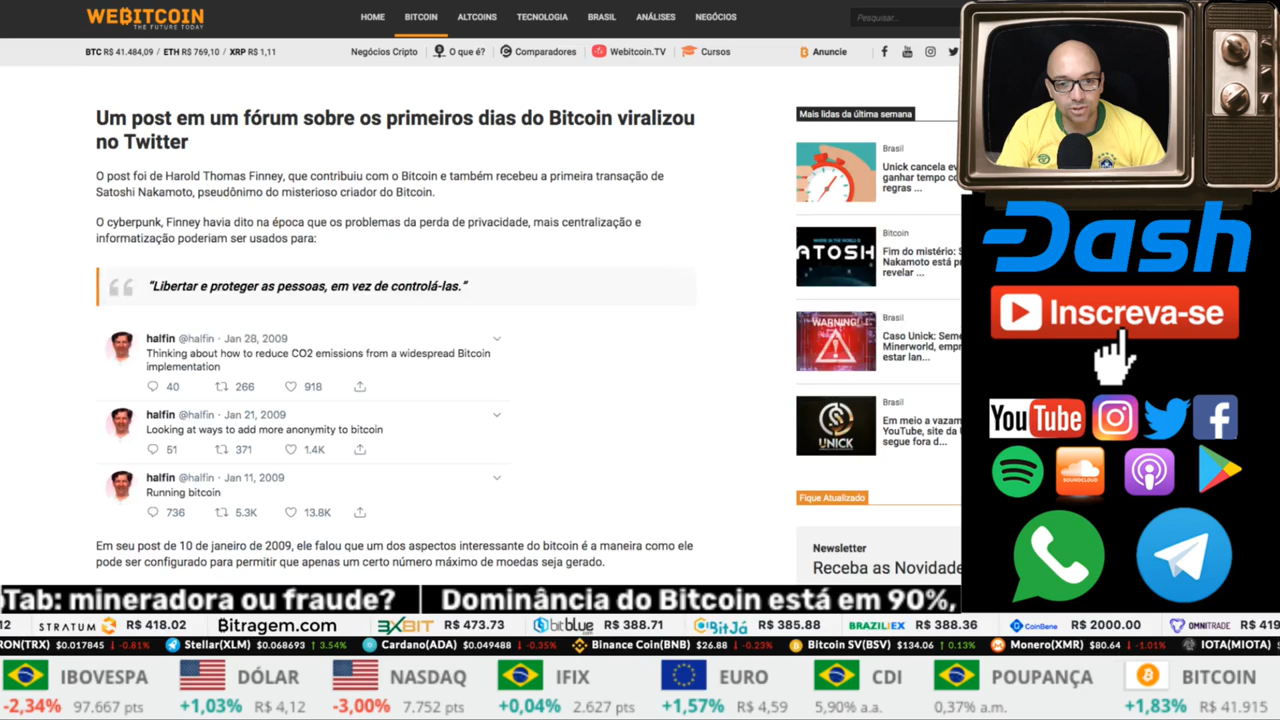 WEBITCOIN
THE FUTURE TODAY
HOME BITCOIN ALTCOINS TECNOLOGIA BRASIL ANÁLISES NEGÓCIOS
Pesquisar...
BTC R$ 41.484,09 / ETH R$ 769,10 / XRP R$ 1,11
Negócios Cripto O que é? Comparadores Webitcoin.TV Cursos Anuncie
Um post em um fórum sobre os primeiros dias do Bitcoin viralizou
no Twitter
O post foi de Harold Thomas Finney, que contribuiu com o Bitcoin e também recebeu a primeira transação de
Satoshi Nakamoto, pseudônimo do misterioso criador do Bitcoin.
O cyberpunk, Finney havia dito na época que os problemas da perda de privacidade, mais centralização e
informatização poderiam ser usados para:
“Libertar e proteger as pessoas, em vez de controlá-las.”
halfin @halfin · Jan 28, 2009
Thinking about how to reduce CO2 emissions from a widespread Bitcoin
implementation
40 266 918
halfin @halfin · Jan 21, 2009
Looking at ways to add more anonymity to bitcoin
51 371 1.4K
halfin @halfin · Jan 11, 2009
Running bitcoin
736 5.3K 13.8K
Em seu post de 10 de janeiro de 2009, ele falou que um dos aspectos interessante do bitcoin é a maneira como ele
pode ser configurado para permitir que apenas um certo número máximo de moedas seja gerado.
Mais lidas da última semana
Brasil
Unick cancela ev
ganhar tempo co
regras ...
Bitcoin
WHERE IN THE WORLD IS
ATOSH
Fim do mistério: S
Nakamoto está p
revelar ...
Brasil
WARNING!
Caso Unick: Seme
Minerworld, empr
estar lan...
Brasil
UNICK
Em meio a vazam
YouTube, site da U
segue fora d...
Fique Atualizado
Newsletter
Receba as Novidade
Dash
Inscreva-se
YouTube
SOUNDCLOUD
Tab: mineradora ou fraude? | Dominância do Bitcoin está em 90%,
12 STRATUM R$ 418.02 Bitragem.com 3XBIT R$ 473.73 bitblue.com R$ 388.71 BitJá R$ 385.88 BRAZILIEX R$ 388.36 CoinBene R$ 2000.00 OMNITRADE R$ 419
RON(TRX) $0.017845 ↓ -0.81% Stellar(XLM) $0.068693 ↑ 3.54% Cardano(ADA) $0.049488 ↓ -0.35% Binance Coin(BNB) $26.88 ↓ -0.23% Bitcoin SV(BSV) $134.06 ↑ 0.13% Monero(XMR) $80.64 ↓ -1.01% IOTA(MIOTA) $
IBOVESPA DÓLAR NASDAQ IFIX EURO CDI POUPANÇA BITCOIN
-2,34% 97.667 pts +1,03% R$ 4,12 -3,00% 7.752 pts +0,04% 2.627 pts +1,57% R$ 4,59 5,90% a.a. 0,37% a.m. +1,83% R$ 41.915